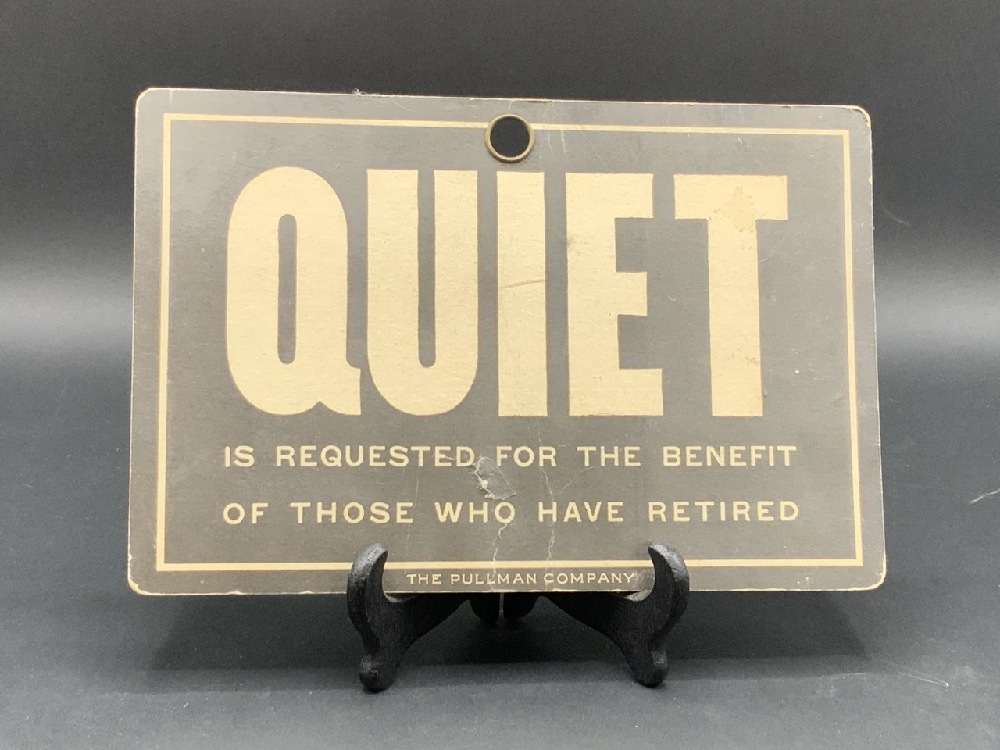 QUIET
IS REQUESTED FOR THE BENEFIT
OF THOSE WHO HAVE RETIRED
THE PULLMAN COMPANY